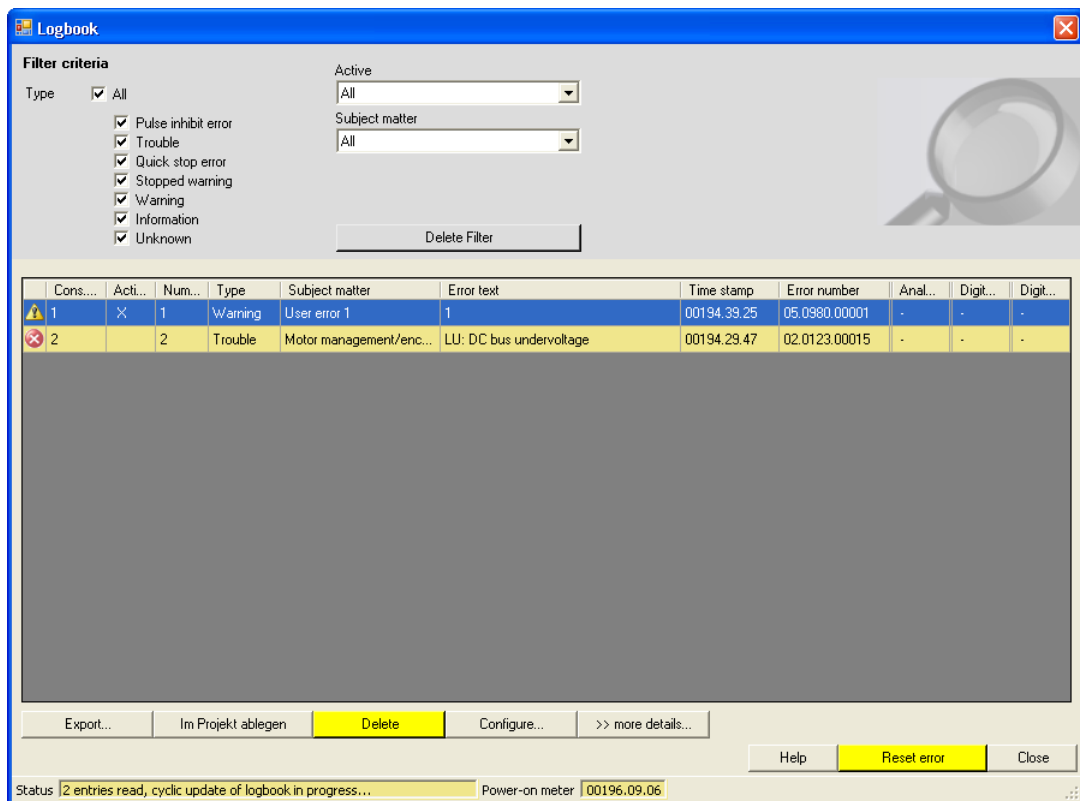 Logbook
Filter criteria
Type All
Pulse inhibit error
Trouble
Quick stop error
Stopped warning
Warning
Information
Unknown
Active
All
Subject matter
All
Delete Filter
Cons.... Acti... Num... Type Subject matter Error text Time stamp Error number Anal... Digit... Digit...
1 X 1 Warning User error 1 1 00194.39.25 05.0980.00001 - - -
2 2 Trouble Motor management/enc... LU: DC bus undervoltage 00194.29.47 02.0123.00015 - - -
Export... Im Projekt ablegen Delete Configure... >> more details...
Help Reset error Close
Status 2 entries read, cyclic update of logbook in progress... Power-on meter 00196.09.06